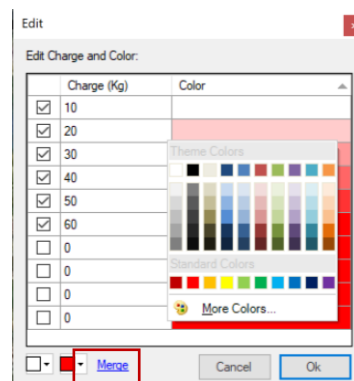 Edit
Edit Charge and Color:
Charge (Kg) Color
10
20
30
40
50
60
0
0
0
0
Theme Colors
Standard Colors
More Colors...
Merge Cancel Ok